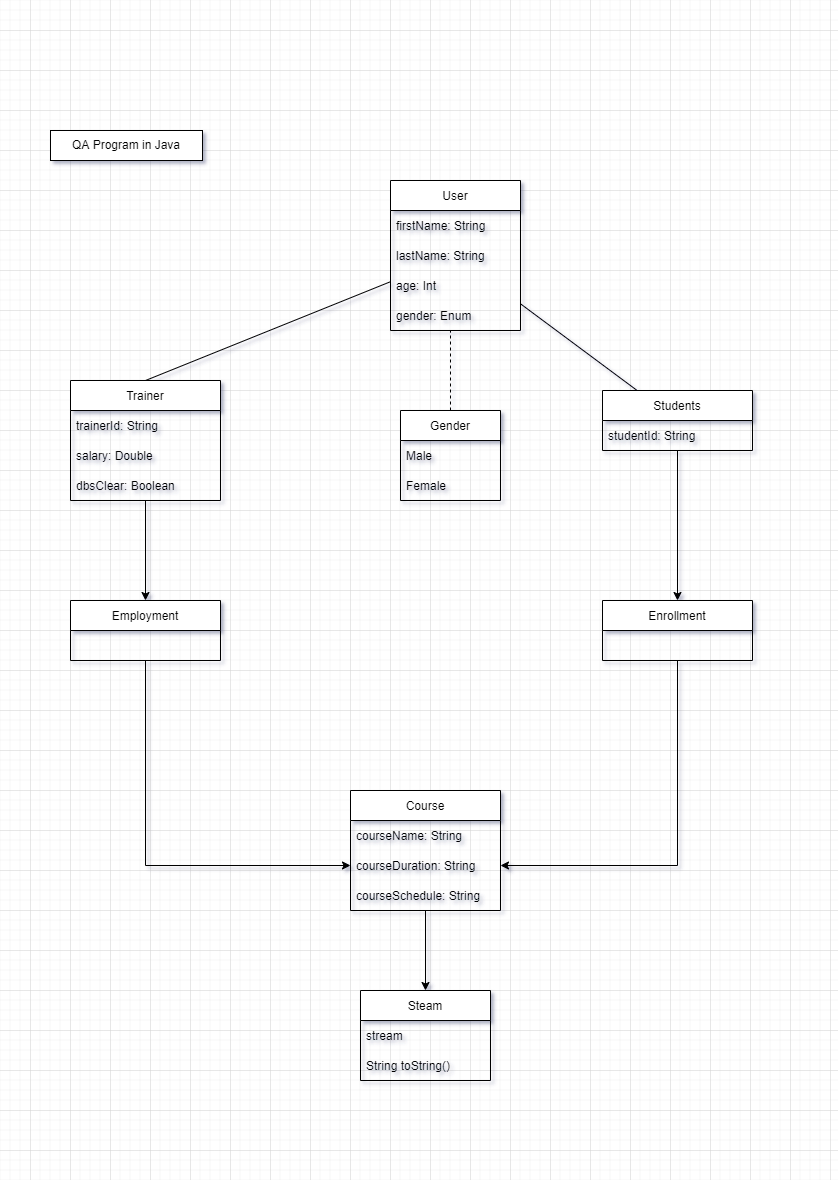 QA Program in Java
User
firstName: String
lastName: String
age: Int
gender: Enum
Trainer
trainerId: String
salary: Double
dbsClear: Boolean
Gender
Male
Female
Students
studentId: String
Employment
Enrollment
Course
courseName: String
courseDuration: String
courseSchedule: String
Steam
stream
String toString()